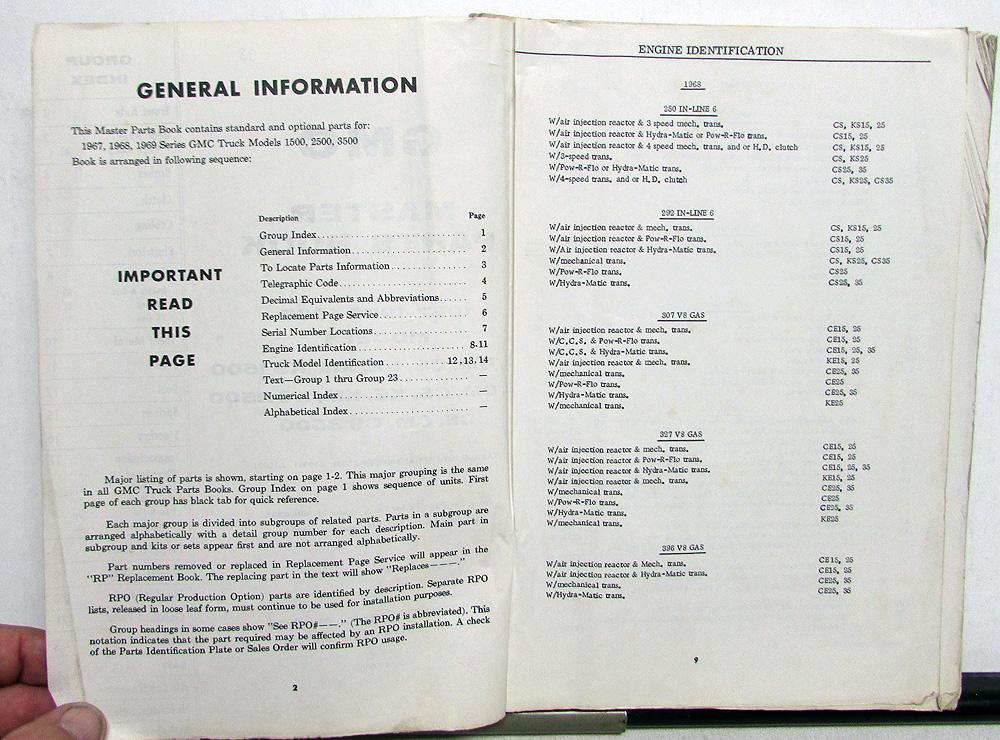 GENERAL INFORMATION
This Master Parts Book contains standard and optional parts for:
1967, 1968, 1969 Series GMC Truck Models 1500, 2500, 3500
Book is arranged in following sequence:
IMPORTANT
READ
THIS
PAGE
Description Page
Group Index 1
General Information 2
To Locate Parts Information 3
Telegraphic Code 4
Decimal Equivalents and Abbreviations 5
Replacement Page Service 6
Serial Number Locations 7
Engine Identification 8-11
Truck Model Identification 12,13,14
Text—Group 1 thru Group 23 —
Numerical Index —
Alphabetical Index —
Major listing of parts is shown, starting on page 1-2. This major grouping is the same
in all GMC Truck Parts Books. Group Index on page 1 shows sequence of units. First
page of each group has black tab for quick reference.
Each major group is divided into subgroups of related parts. Parts in a subgroup are
arranged alphabetically with a detail group number for each description. Main part in
subgroup and kits or sets appear first and are not arranged alphabetically.
Part numbers removed or replaced in Replacement Page Service will appear in the
"RP" Replacement Book. The replacing part in the text will show "Replaces———."
RPO (Regular Production Option) parts are identified by description. Separate RPO
lists, released in loose leaf form, must continue to be used for installation purposes.
Group headings in some cases show "See RPO#——." (The RPO# is abbreviated). This
notation indicates that the part required may be affected by an RPO installation. A check
of the Parts Identification Plate or Sales Order will confirm RPO usage.
2
ENGINE IDENTIFICATION
1968
250 IN-LINE 6
W/air injection reactor & 3 speed mech. trans. CS, KS15, 25
W/air injection reactor & Hydra-Matic or Pow-R-Flo trans. CS15, 25
W/air injection reactor & 4 speed mech. trans. and or H.D. clutch CS, KS15, 25
W/3-speed trans. CS, KS25
W/Pow-R-Flo or Hydra-Matic trans. CS25, 35
W/4-speed trans. and or H.D. clutch CS, KS25, CS35
292 IN-LINE 6
W/air injection reactor & mech. trans. CS, KS15, 25
W/air injection reactor & Pow-R-Flo trans. CS15, 25
W/Air injection reactor & Hydra-Matic trans. CS15, 25
W/mechanical trans. CS, KS25, CS35
W/Pow-R-Flo trans. CS25
W/Hydra-Matic trans. CS25, 35
307 V8 GAS
W/air injection reactor & mech. trans. CE15, 25
W/C.C.S. & Pow-R-Flo trans. CE15, 25
W/C.C.S. & Hydra-Matic trans. CE15, 25, 35
W/air injection reactor & mech. trans. KE15, 25
W/mechanical trans. CE25, 35
W/Pow-R-Flo trans. CE25
W/Hydra-Matic trans. CE25, 35
W/mechanical trans. KE25
327 V8 GAS
W/air injection reactor & mech. trans. CE15, 25
W/air injection reactor & Pow-R-Flo trans. CE15, 25
W/air injection reactor & Hydra-Matic trans. CE15, 25, 35
W/air injection reactor & mech. trans. KE15, 25
W/mechanical trans. CE25, 35
W/Pow-R-Flo trans. CE25
W/Hydra-Matic trans. CE25, 35
W/mechanical trans. KE25
396 V8 GAS
W/air injection reactor & Mech. trans. CE15, 25
W/air injection reactor & Hydra-Matic trans. CE15, 25
W/mechanical trans. CE25, 35
W/Hydra-Matic trans. CE25, 35
9